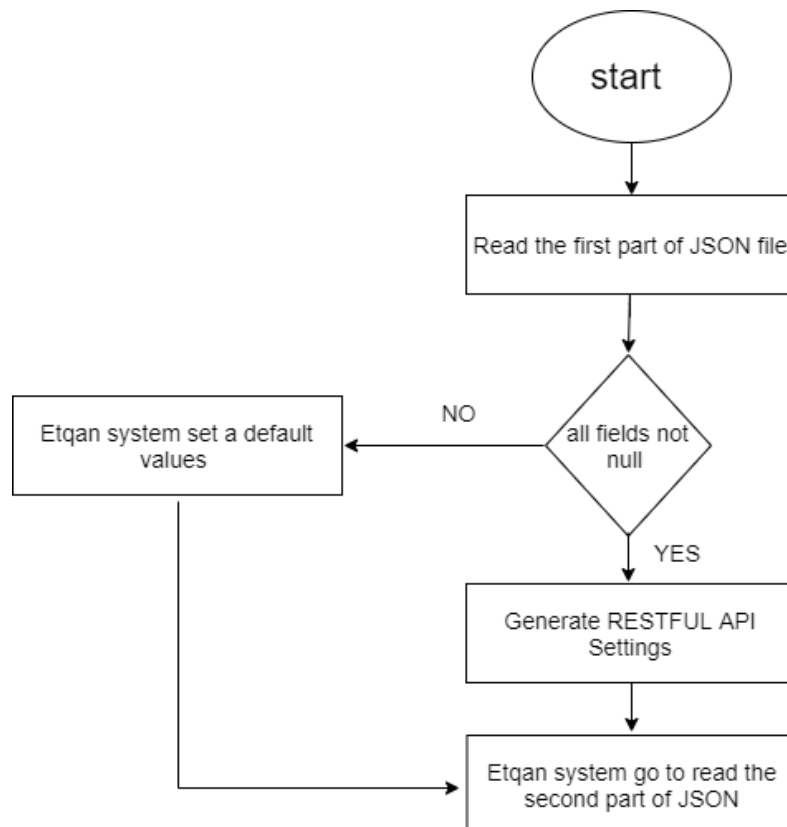 start
Read the first part of JSON file
all fields not
null
NO
Etqan system set a default
values
YES
Generate RESTFUL API
Settings
Etqan system go to read the
second part of JSON